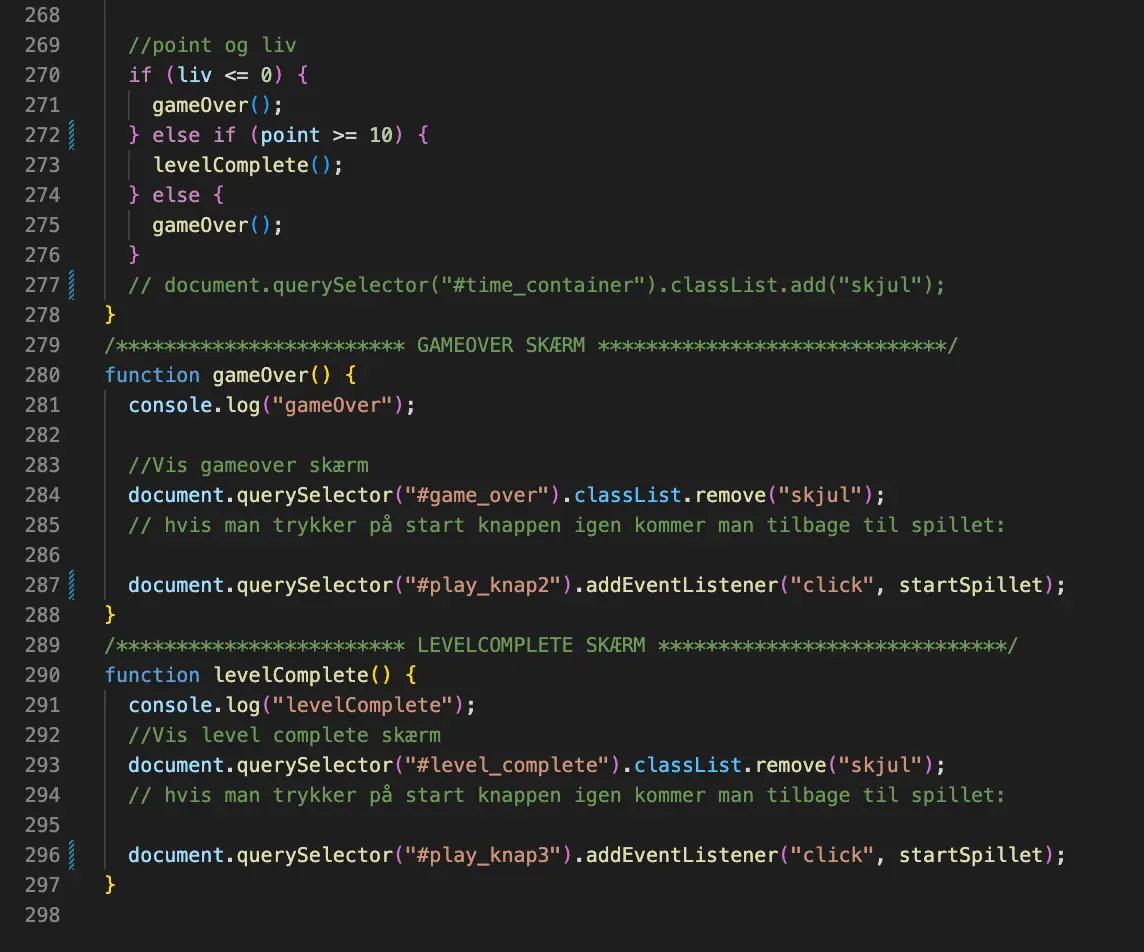 268
269 //point og liv
270 if (liv <= 0) {
271 gameOver();
272 } else if (point >= 10) {
273 levelComplete();
274 } else {
275 gameOver();
276 }
277 // document.querySelector("#time_container").classList.add("skjul");
278 }
279 /************************ GAMEOVER SKÆRM *****************************/
280 function gameOver() {
281 console.log("gameOver");
282
283 //Vis gameover skærm
284 document.querySelector("#game_over").classList.remove("skjul");
285 // hvis man trykker på start knappen igen kommer man tilbage til spillet:
286
287 document.querySelector("#play_knap2").addEventListener("click", startSpillet);
288 }
289 /************************ LEVELCOMPLETE SKÆRM *****************************/
290 function levelComplete() {
291 console.log("levelComplete");
292 //Vis level complete skærm
293 document.querySelector("#level_complete").classList.remove("skjul");
294 // hvis man trykker på start knappen igen kommer man tilbage til spillet:
295
296 document.querySelector("#play_knap3").addEventListener("click", startSpillet);
297 }
298